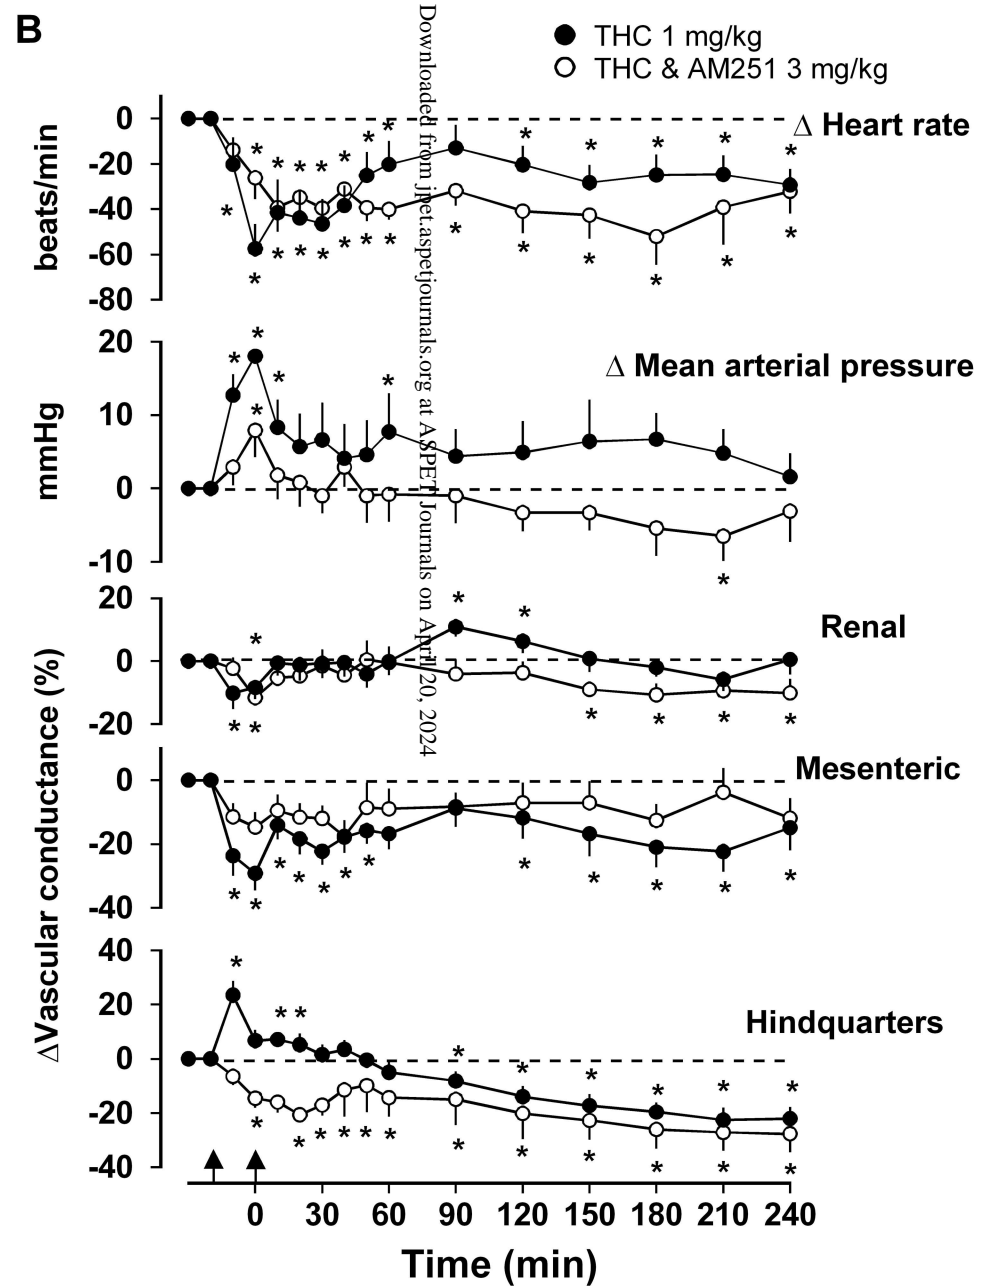 B
THC 1 mg/kg
THC & AM251 3 mg/kg
Downloaded from jpet.aspetjournals.org at ASPET Journals on April 20, 2024
Δ Heart rate
beats/min
0
-20
-40
-60
-80
* * * * * * * * * * * * *
* * * * * * * * * * * * * *
Δ Mean arterial pressure
mmHg
20
10
0
-10
* * * * *
*
*
ΔVascular conductance (%)
Renal
20
0
-20
* * *
* * * * * *
Mesenteric
0
-20
-40
* * * * * * * * * * * *
Hindquarters
40
20
0
-20
-40
* * * * * * * * *
* * * * * * * * * * * *
0 30 60 90 120 150 180 210 240
Time (min)